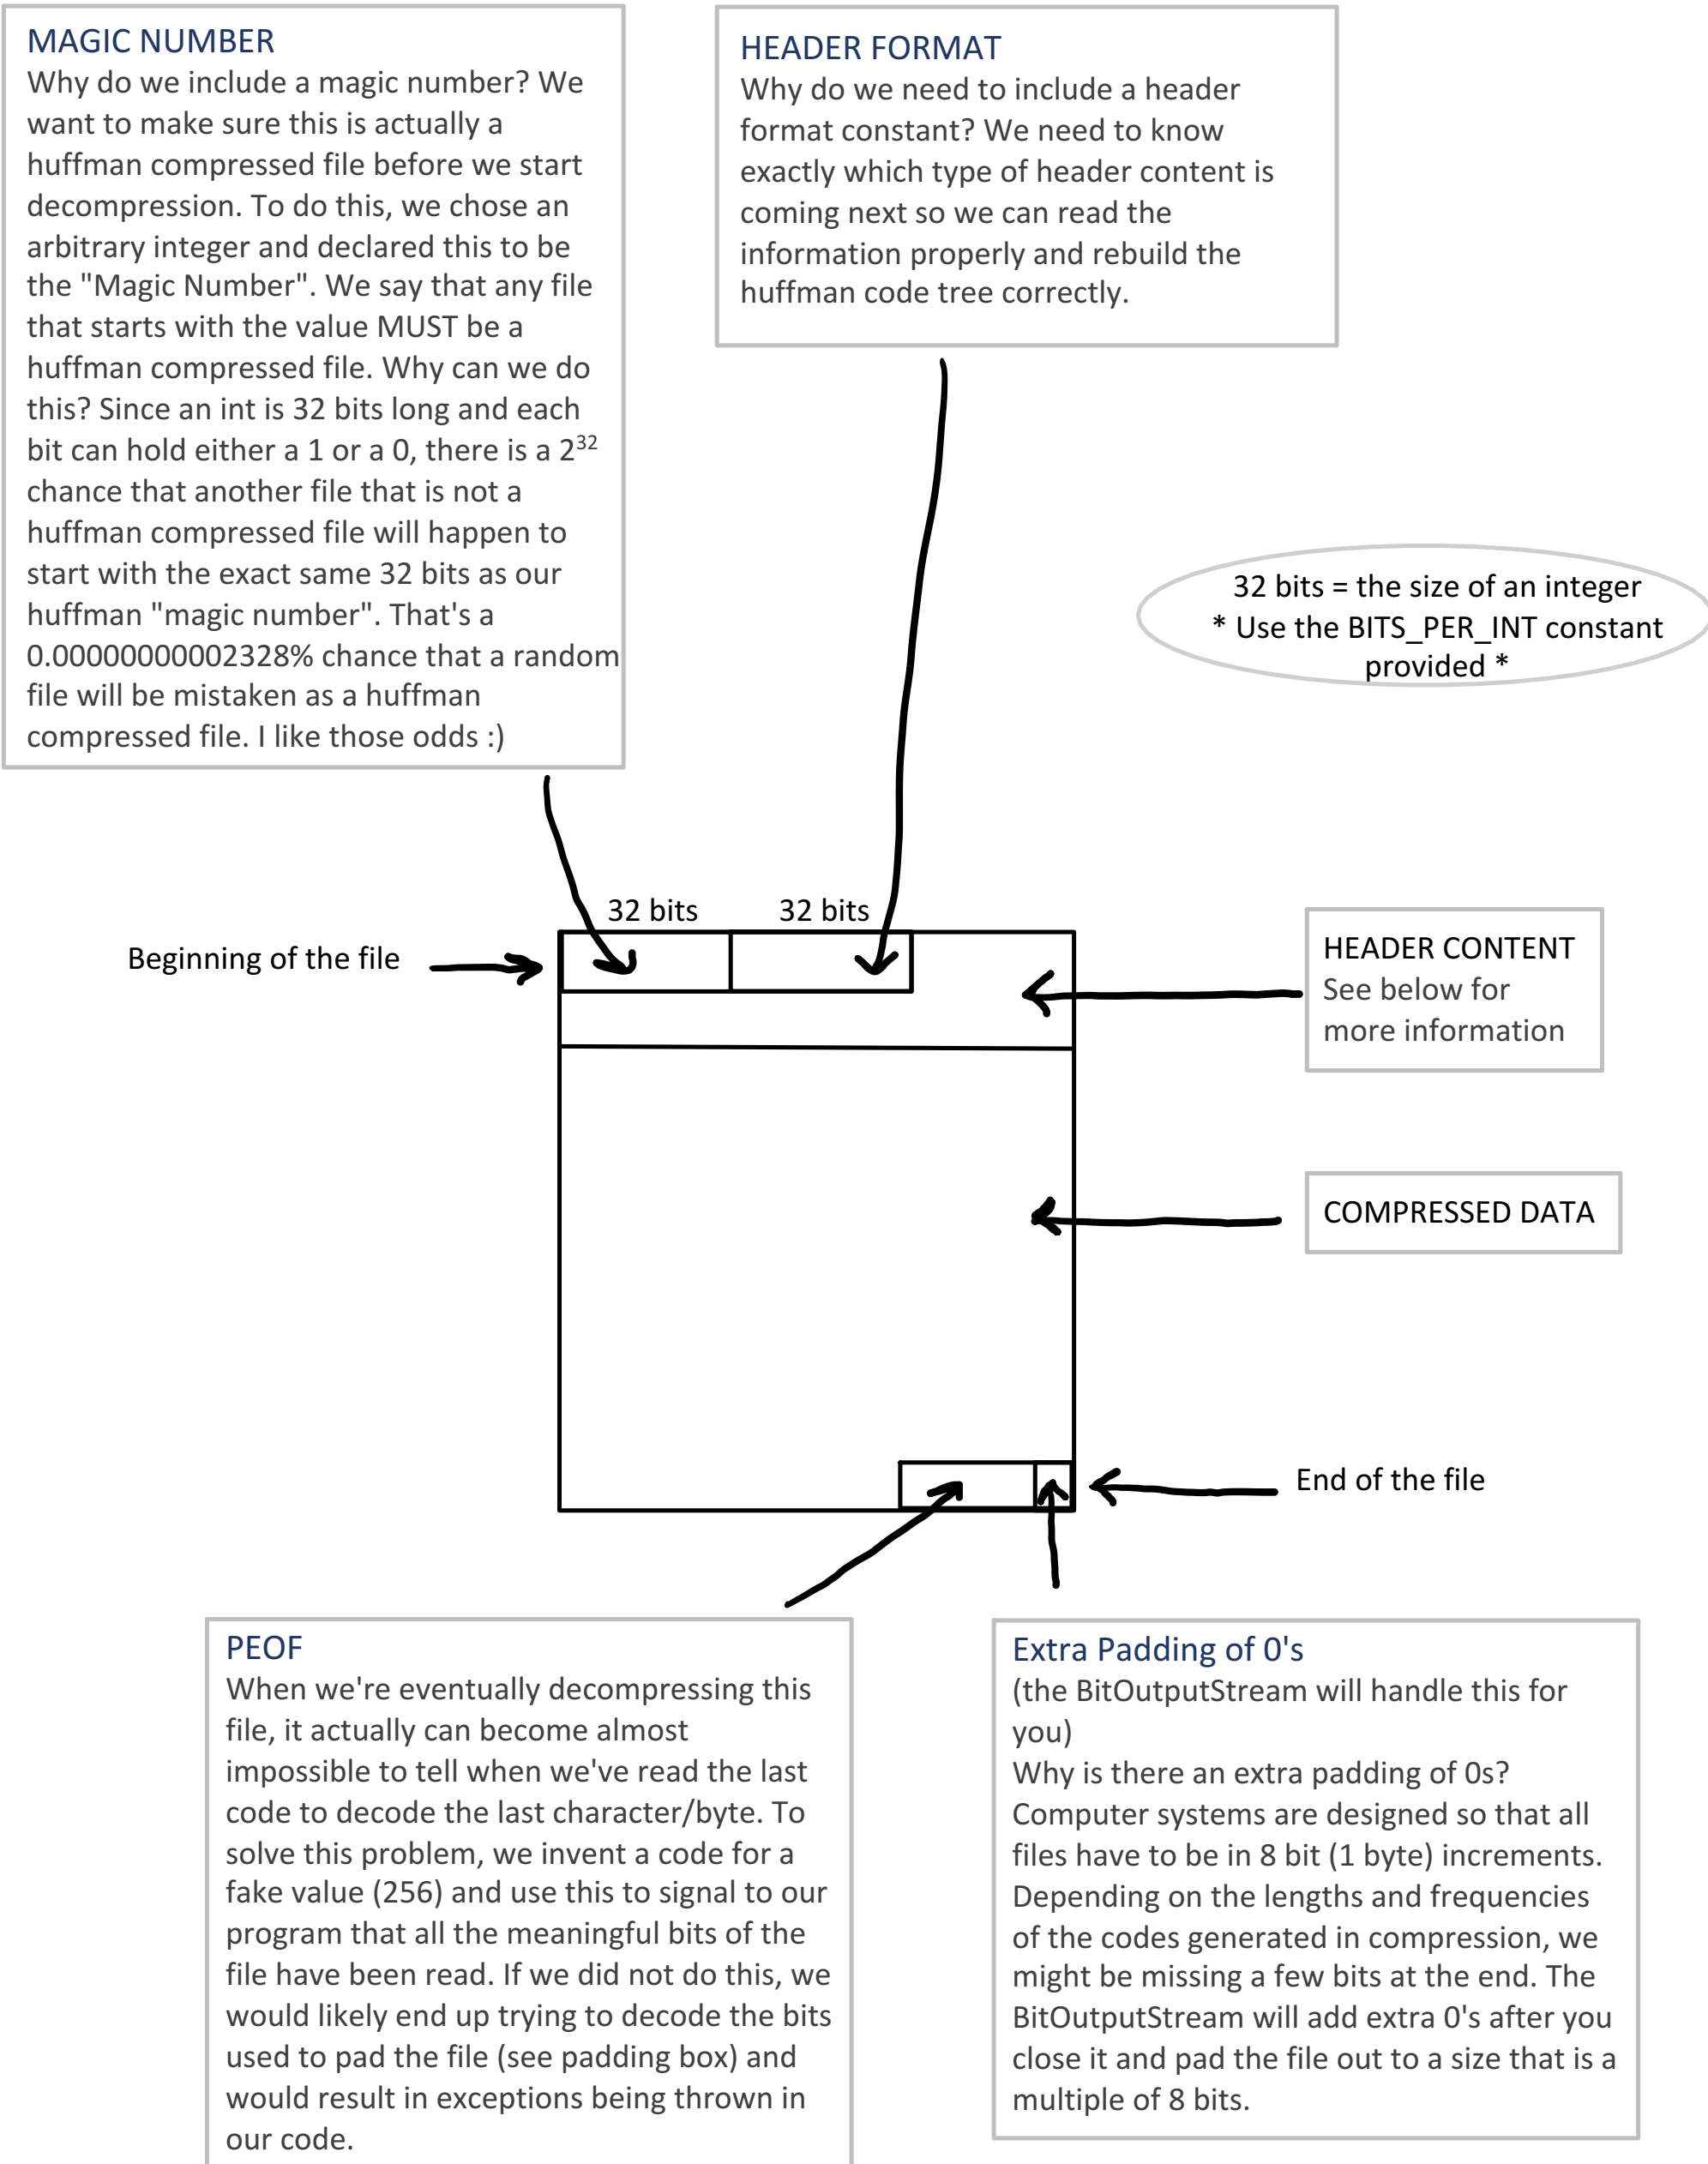 MAGIC NUMBER
Why do we include a magic number? We
want to make sure this is actually a
huffman compressed file before we start
decompression. To do this, we chose an
arbitrary integer and declared this to be
the "Magic Number". We say that any file
that starts with the value MUST be a
huffman compressed file. Why can we do
this? Since an int is 32 bits long and each
bit can hold either a 1 or a 0, there is a 2³²
chance that another file that is not a
huffman compressed file will happen to
start with the exact same 32 bits as our
huffman "magic number". That's a
0.00000000002328% chance that a random
file will be mistaken as a huffman
compressed file. I like those odds :)
HEADER FORMAT
Why do we need to include a header
format constant? We need to know
exactly which type of header content is
coming next so we can read the
information properly and rebuild the
huffman code tree correctly.
32 bits = the size of an integer
* Use the BITS_PER_INT constant
provided *
32 bits
32 bits
Beginning of the file
HEADER CONTENT
See below for
more information
COMPRESSED DATA
End of the file
PEOF
When we're eventually decompressing this
file, it actually can become almost
impossible to tell when we've read the last
code to decode the last character/byte. To
solve this problem, we invent a code for a
fake value (256) and use this to signal to our
program that all the meaningful bits of the
file have been read. If we did not do this, we
would likely end up trying to decode the bits
used to pad the file (see padding box) and
would result in exceptions being thrown in
our code.
Extra Padding of 0's
(the BitOutputStream will handle this for
you)
Why is there an extra padding of 0s?
Computer systems are designed so that all
files have to be in 8 bit (1 byte) increments.
Depending on the lengths and frequencies
of the codes generated in compression, we
might be missing a few bits at the end. The
BitOutputStream will add extra 0's after you
close it and pad the file out to a size that is a
multiple of 8 bits.